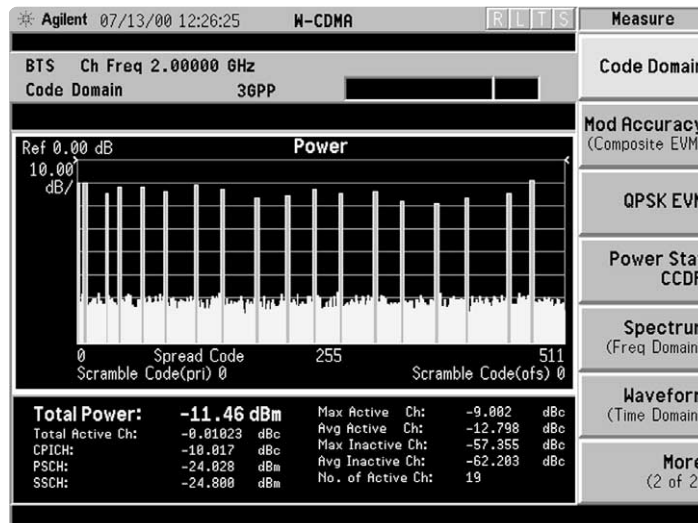 Agilent 07/13/00 12:26:25 W-CDMA R L T S Measure
BTS Ch Freq 2.00000 GHz
Code Domain 3GPP
Code Domain
Mod Accuracy
(Composite EVM
QPSK EVM
Power Sta
CCDF
Ref 0.00 dB Power
10.00
dB/
Spectrum
(Freq Domain
0 Spread Code 255 511
Scramble Code(pri) 0 Scramble Code(ofs) 0
Waveform
(Time Domain
More
(2 of 2
Total Power: -11.46 dBm
Total Active Ch: -0.01023 dBc
CPICH: -10.017 dBc
PSCH: -24.028 dBm
SSCH: -24.800 dBm
Max Active Ch: -9.002 dBc
Avg Active Ch: -12.798 dBc
Max Inactive Ch: -57.355 dBc
Avg Inactive Ch: -62.203 dBc
No. of Active Ch: 19